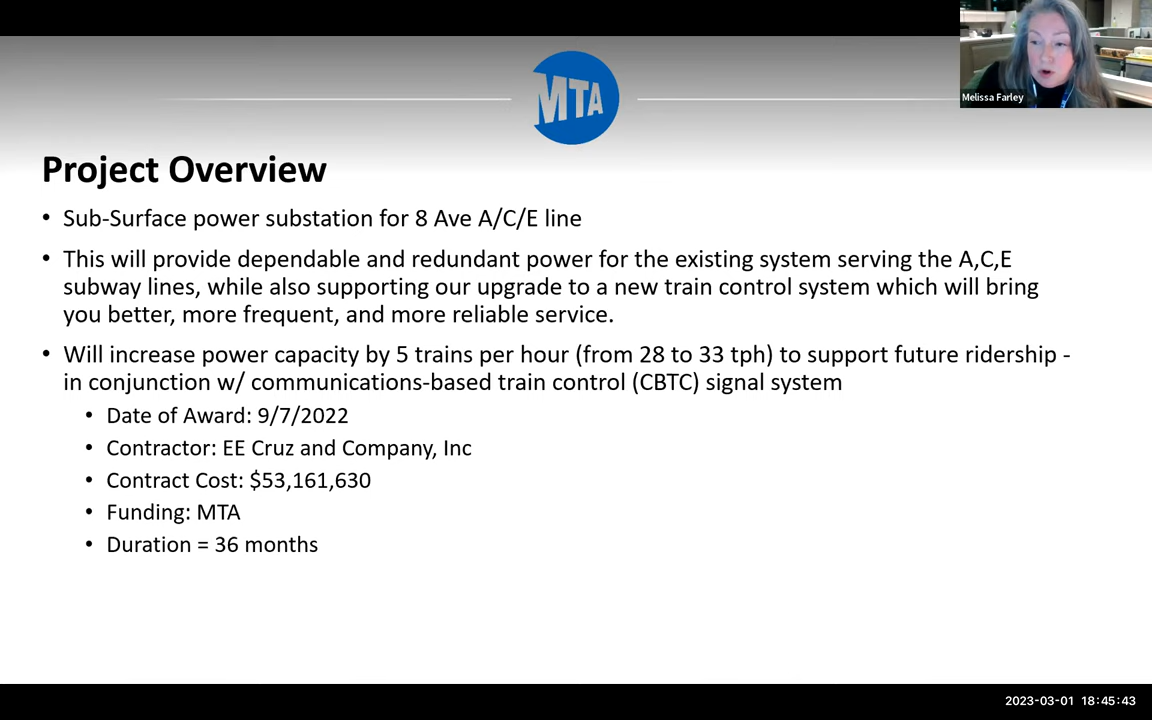 MTA
Melissa Farley
Project Overview
• Sub-Surface power substation for 8 Ave A/C/E line
• This will provide dependable and redundant power for the existing system serving the A,C,E
subway lines, while also supporting our upgrade to a new train control system which will bring
you better, more frequent, and more reliable service.
• Will increase power capacity by 5 trains per hour (from 28 to 33 tph) to support future ridership -
in conjunction w/ communications-based train control (CBTC) signal system
• Date of Award: 9/7/2022
• Contractor: EE Cruz and Company, Inc
• Contract Cost: $53,161,630
• Funding: MTA
• Duration = 36 months
2023-03-01 18:45:43